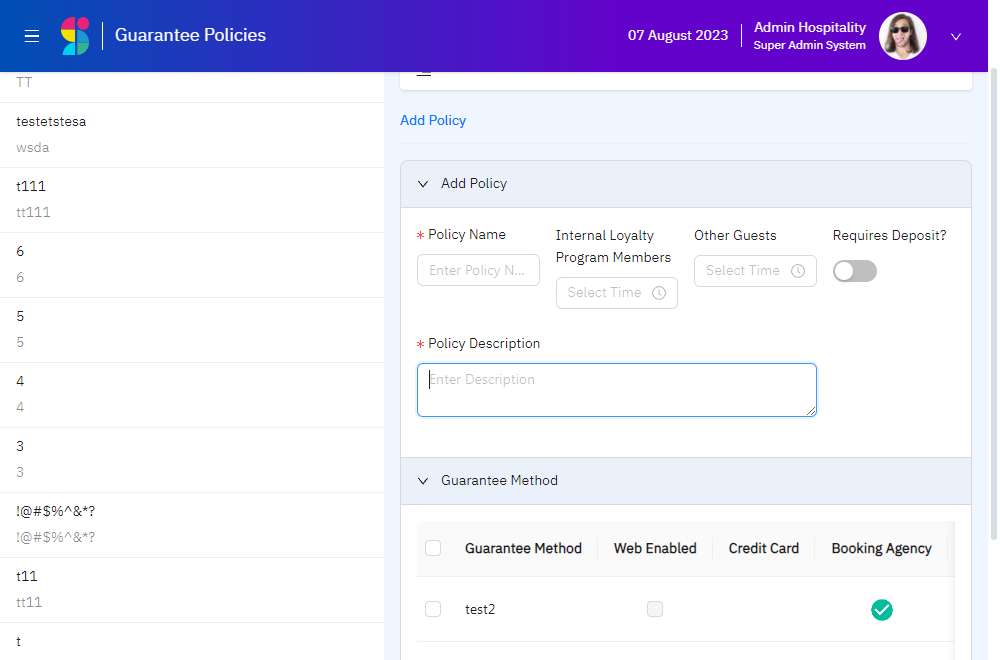 Guarantee Policies
07 August 2023
Admin Hospitality
Super Admin System
TT
testetstesa
wsda
t111
tt111
6
6
5
5
4
4
3
3
!@#$%^&*?
!@#$%^&*?
t11
tt11
t
Add Policy
Add Policy
* Policy Name
Internal Loyalty
Program Members
Other Guests
Requires Deposit?
Enter Policy N...
Select Time
Select Time
* Policy Description
Enter Description
Guarantee Method
Guarantee Method
Web Enabled
Credit Card
Booking Agency
test2